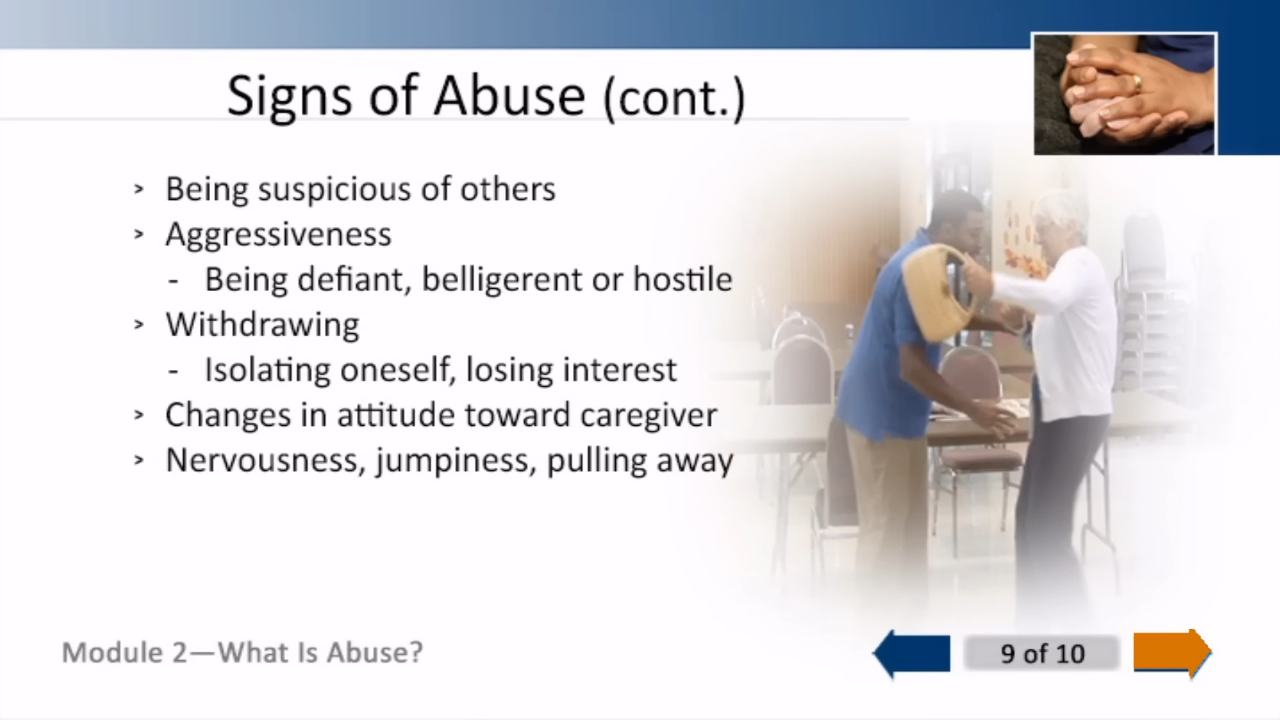 Signs of Abuse (cont.)
> Being suspicious of others
> Aggressiveness
- Being defiant, belligerent or hostile
> Withdrawing
- Isolating oneself, losing interest
> Changes in attitude toward caregiver
> Nervousness, jumpiness, pulling away
Module 2—What Is Abuse?
9 of 10